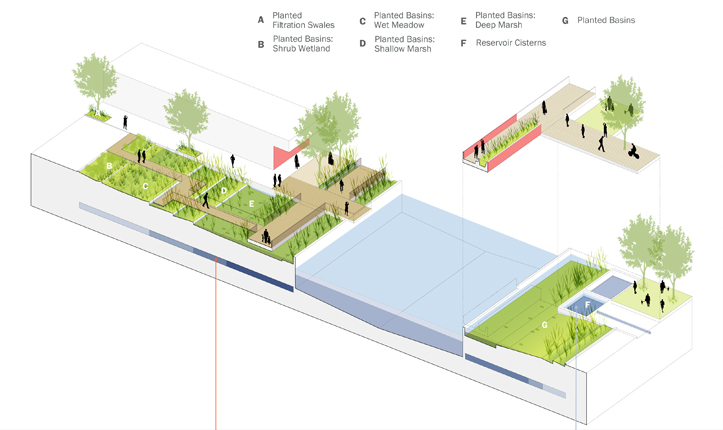 A Planted
Filtration Swales
B Planted Basins:
Shrub Wetland
C Planted Basins:
Wet Meadow
D Planted Basins:
Shallow Marsh
E Planted Basins:
Deep Marsh
F Reservoir Cisterns
G Planted Basins
B
C
D
E
F
G